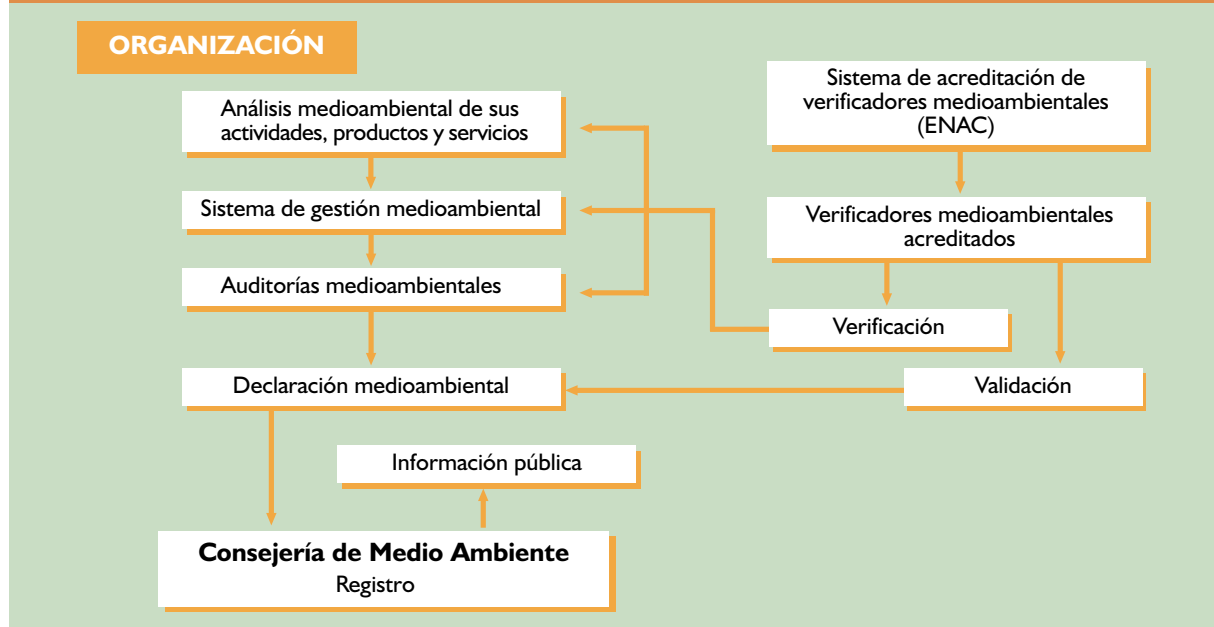 ORGANIZACIÓN
Análisis medioambiental de sus
actividades, productos y servicios
Sistema de gestión medioambiental
Auditorías medioambientales
Declaración medioambiental
Información pública
Consejería de Medio Ambiente
Registro
Sistema de acreditación de
verificadores medioambientales
(ENAC)
Verificadores medioambientales
acreditados
Verificación
Validación